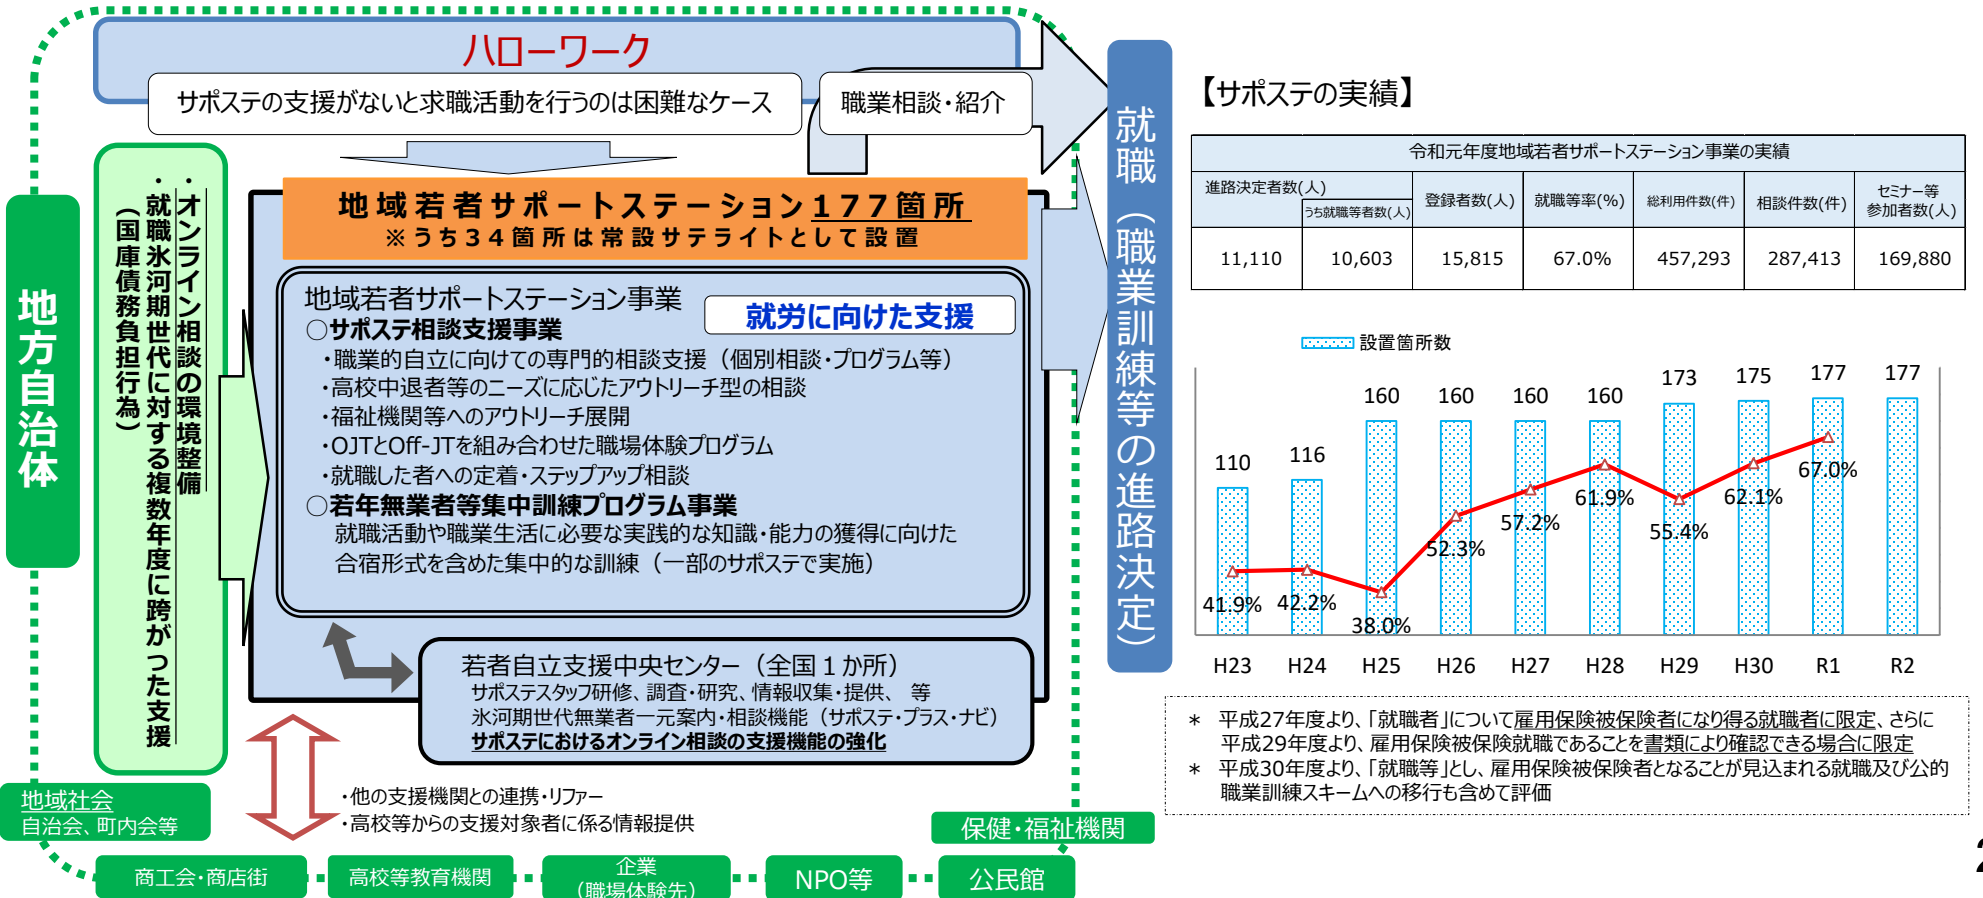 ハローワーク
サポステの支援がないと求職活動を行うのは困難なケース
職業相談・紹介
地方自治体
・オンライン相談の環境整備
・就職氷河期世代に対する複数年度に跨がった支援
（国庫債務負担行為）
地域若者サポートステーション177箇所
※うち34箇所は常設サテライトとして設置
地域若者サポートステーション事業
就労に向けた支援
○サポステ相談支援事業
・職業的自立に向けての専門的相談支援（個別相談・プログラム等）
・高校中退者等のニーズに応じたアウトリーチ型の相談
・福祉機関等へのアウトリーチ展開
・OJTとOff-JTを組み合わせた職場体験プログラム
・就職した者への定着・ステップアップ相談
○若年無業者等集中訓練プログラム事業
就職活動や職業生活に必要な実践的な知識・能力の獲得に向けた
合宿形式を含めた集中的な訓練（一部のサポステで実施）
若者自立支援中央センター（全国１か所）
サポステスタッフ研修、調査・研究、情報収集・提供、 等
氷河期世代無業者一元案内・相談機能（サポステ・プラス・ナビ）
サポステにおけるオンライン相談の支援機能の強化
・他の支援機関との連携・リファー
・高校等からの支援対象者に係る情報提供
地域社会
自治会、町内会等
商工会・商店街
高校等教育機関
企業
（職場体験先）
NPO等
公民館
保健・福祉機関
就職（職業訓練等の進路決定）
【サポステの実績】
令和元年度地域若者サポートステーション事業の実績
進路決定者数(人)
うち就職等者数(人)
登録者数(人)
就職等率(%)
総利用件数(件)
相談件数(件)
セミナー等
参加者数(人)
11,110 10,603 15,815 67.0% 457,293 287,413 169,880
設置箇所数
110 116 160 160 160 160 173 175 177 177
41.9% 42.2% 38.0% 52.3% 57.2% 61.9% 55.4% 62.1% 67.0%
H23 H24 H25 H26 H27 H28 H29 H30 R1 R2
＊ 平成27年度より、「就職者」について雇用保険被保険者になり得る就職者に限定、さらに
平成29年度より、雇用保険被保険就職であることを書類により確認できる場合に限定
＊ 平成30年度より、「就職等」とし、雇用保険被保険者となることが見込まれる就職及び公的
職業訓練スキームへの移行も含めて評価